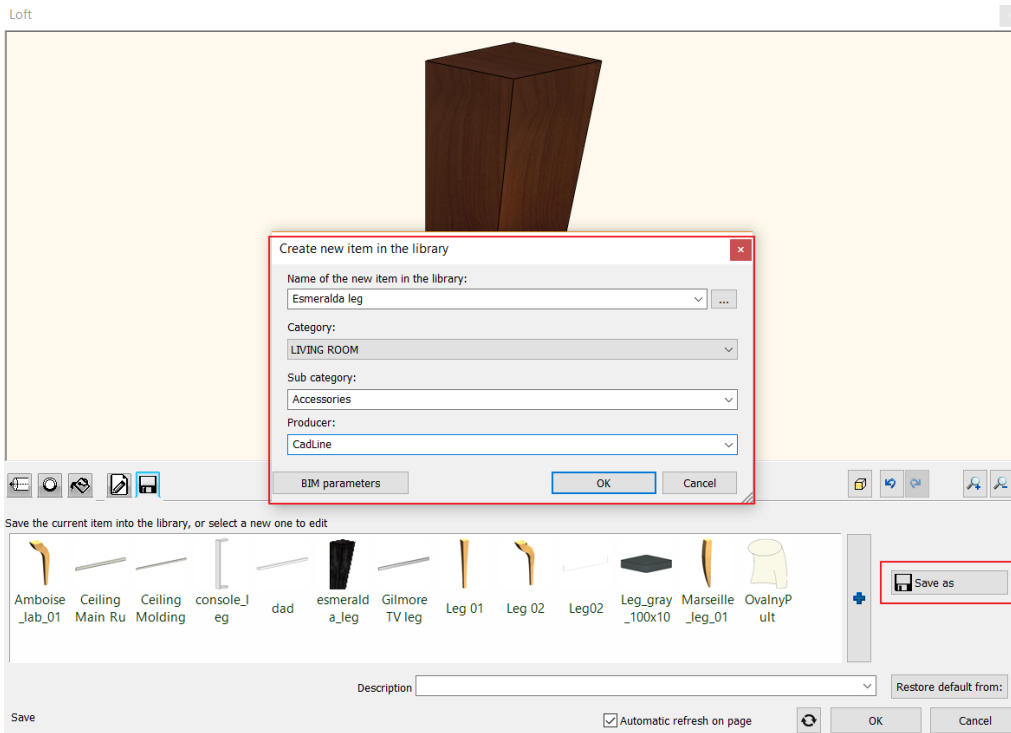 Loft
Create new item in the library
Name of the new item in the library:
Esmeralda leg
...
Category:
LIVING ROOM
Sub category:
Accessories
Producer:
CadLine
BIM parameters
OK
Cancel
Save the current item into the library, or select a new one to edit
Amboise
_lab_01
Ceiling
Main Ru
Ceiling
Molding
console_l
eg
dad
esmerald
a_leg
Gilmore
TV leg
Leg 01
Leg 02
Leg02
Leg_gray
_100x10
Marseille
_leg_01
OvalnyP
ult
Save as
Description
Restore default from:
Save
Automatic refresh on page
OK
Cancel